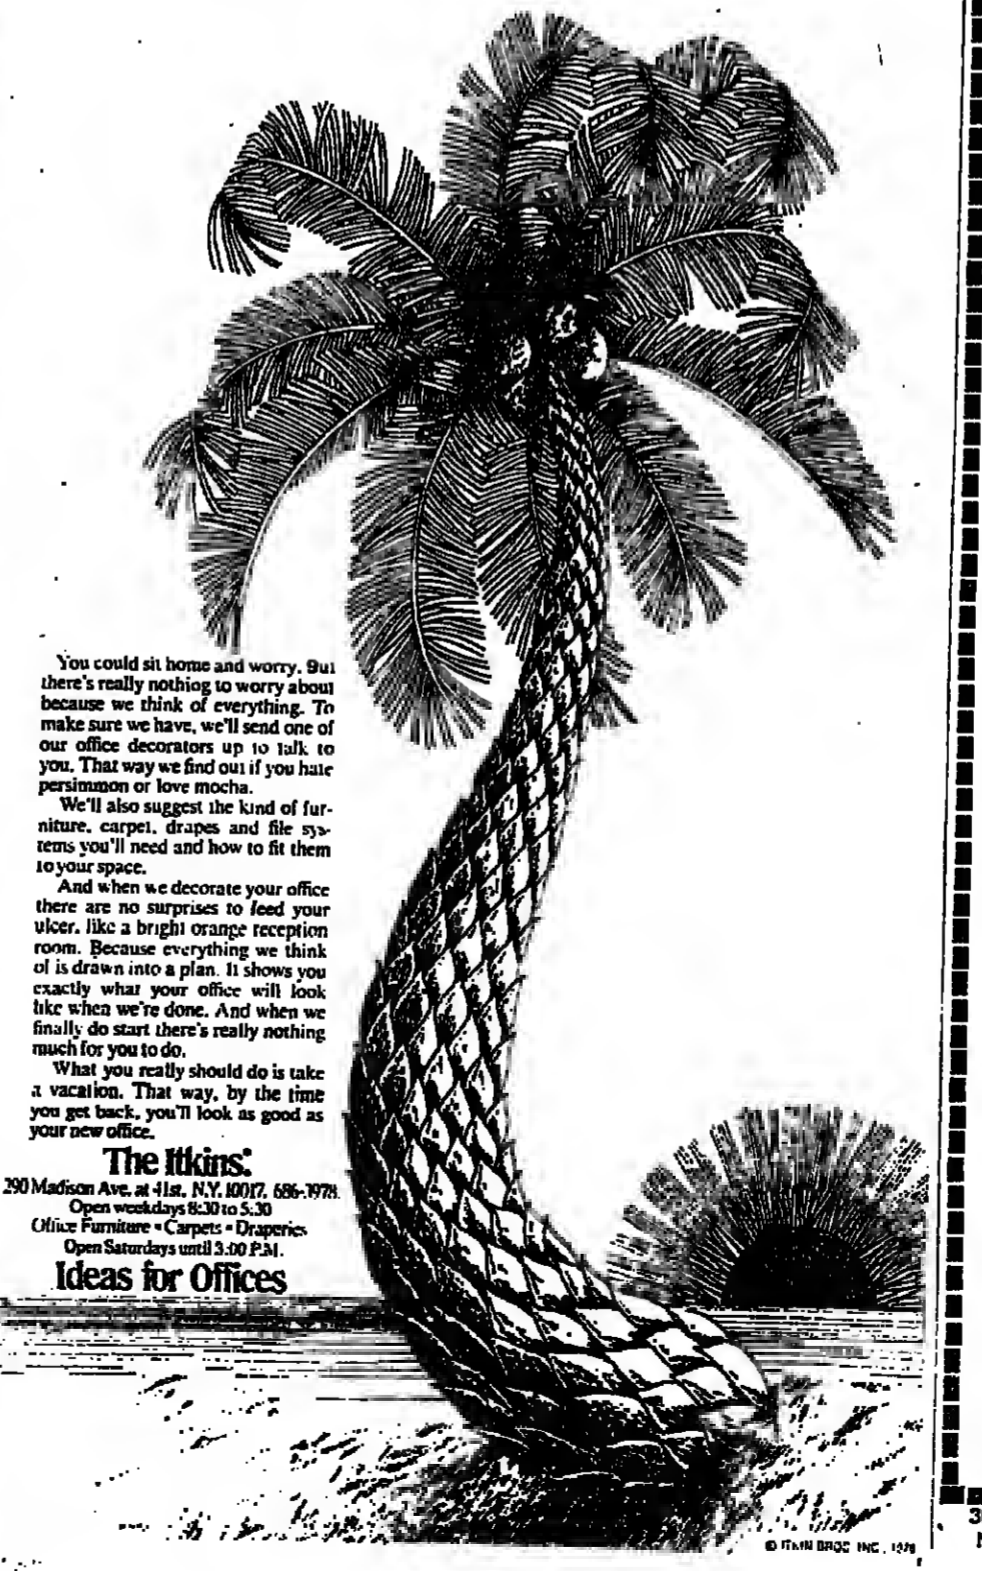 You could sit home and worry. But
there's really nothing to worry about
because we think of everything. To
make sure we have, we'll send one of
our office decorators up to talk to
you. That way we find out if you hate
persimmon or love mocha.
We'll also suggest the kind of fur-
niture, carpet, drapes and file sys-
tems you'll need and how to fit them
to your space.
And when we decorate your office
there are no surprises to feed your
ulcer, like a bright orange reception
room. Because everything we think
of is drawn into a plan. It shows you
exactly what your office will look
like when we're done. And when we
finally do start there's really nothing
much for you to do.
What you really should do is take
a vacation. That way, by the time
you get back, you'll look as good as
your new office.
The Itkins:
290 Madison Ave. at 41st, N.Y. 10017, 686-3978.
Open weekdays 8:30 to 5:30
Office Furniture • Carpets • Draperies
Open Saturdays until 3:00 P.M.
Ideas for Offices
© ITKIN BROS. INC., 1978